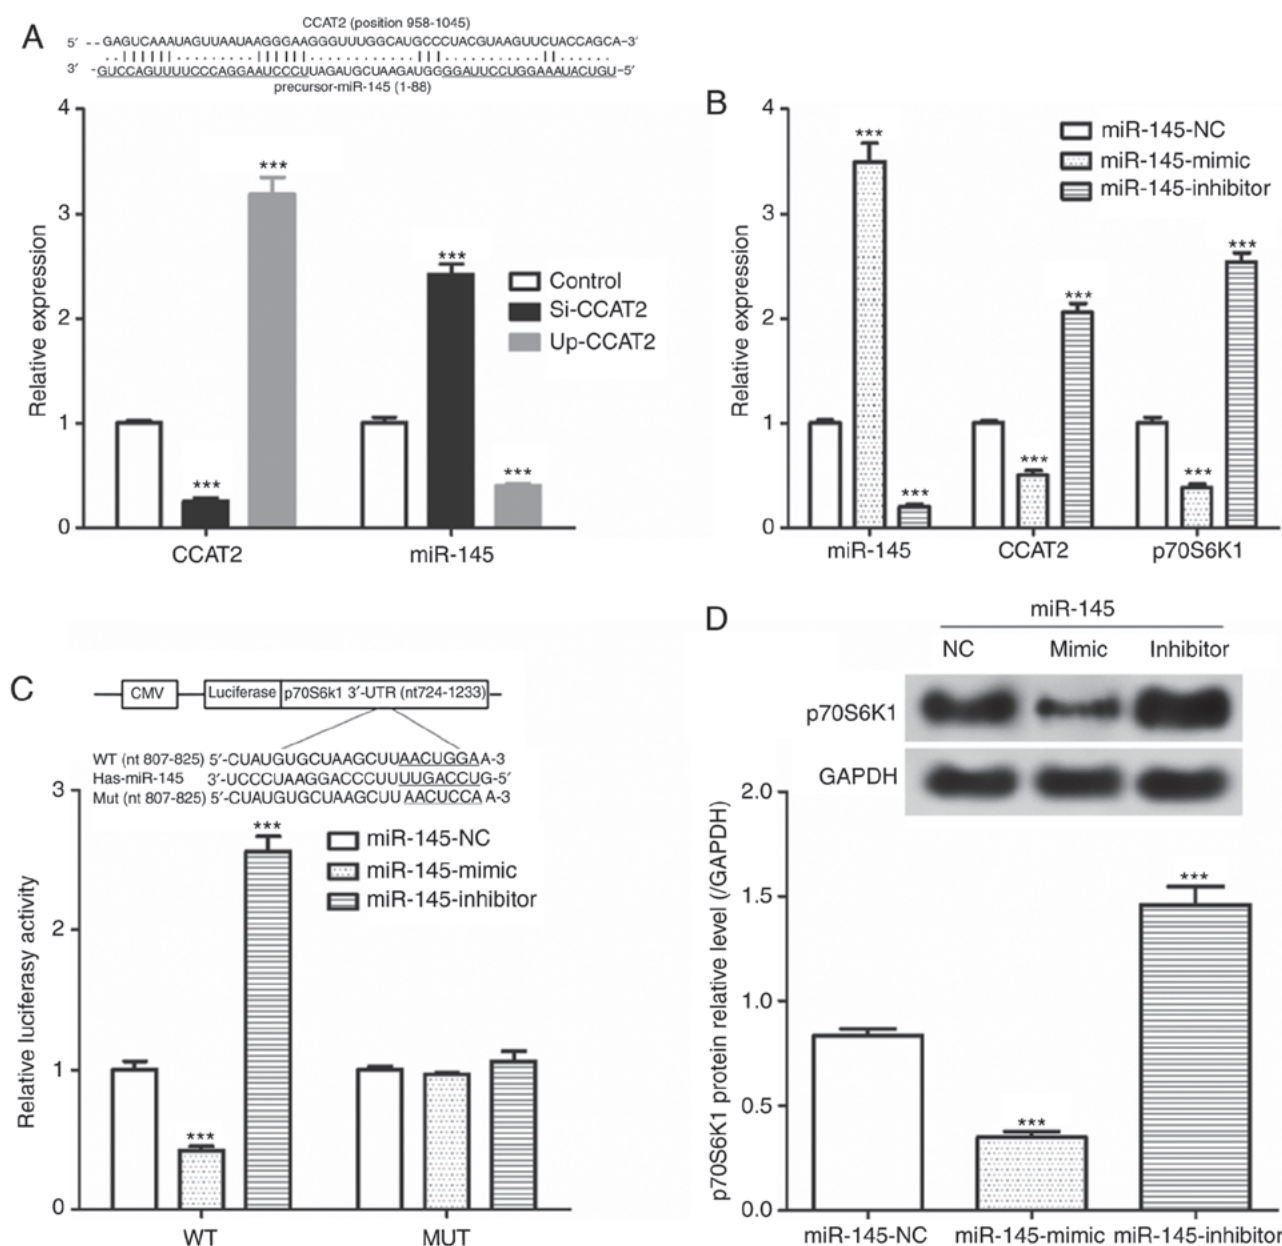 A
CCAT2 (position 958-1045)
5′ --GAGUCAAAUAGUUAAUAAGGGAAGGGUUUGGCAUGCCCUACGUAAGUUCUACCAGCA-3′
3′ -GUCCAGUUUUCCCAGGAAUCCCUUAGAUGCUAAGAUGGGGAUUCCUGGAAAUACUGU-5′
precursor-miR-145 (1-88)
4
3
2
1
0
Relative expression
***
***
***
***
Control
Si-CCAT2
Up-CCAT2
CCAT2
miR-145
B
4
3
2
1
0
Relative expression
miR-145-NC
miR-145-mimic
miR-145-inhibitor
***
***
***
***
***
***
miR-145
CCAT2
p70S6K1
C
CMV
Luciferase
p70S6k1 3′-UTR (nt724-1233)
WT (nt 807-825) 5′-CUAUGUGCUAAGCUUAACUGGAA-3
Has-miR-145 3′-UCCCUAAGGACCCUUUUGACCUG-5′
Mut (nt 807-825) 5′-CUAUGUGCUAAGCUU AACUCCA A-3
3
2
1
0
Relative luciferasy activity
miR-145-NC
miR-145-mimic
miR-145-inhibitor
***
***
WT
MUT
D
miR-145
NC Mimic Inhibitor
p70S6K1
GAPDH
2.0
1.5
1.0
0.5
0.0
p70S6K1 protein relative level (/GAPDH)
***
***
miR-145-NC
miR-145-mimic
miR-145-inhibitor